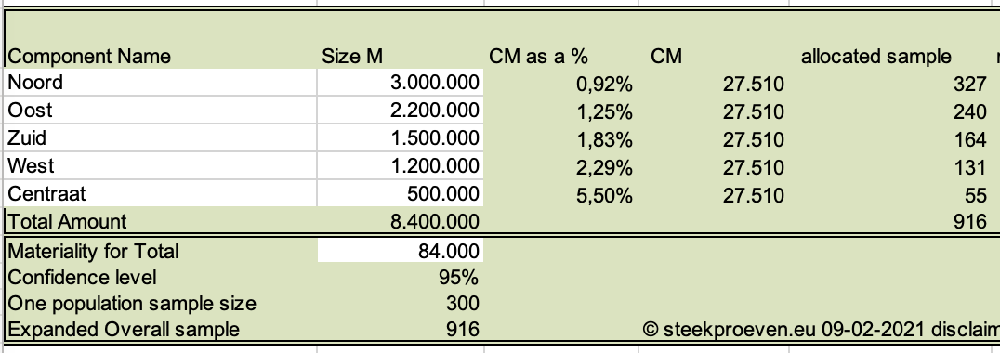 Component Name Size M CM as a % CM allocated sample
Noord 3.000.000 0,92% 27.510 327
Oost 2.200.000 1,25% 27.510 240
Zuid 1.500.000 1,83% 27.510 164
West 1.200.000 2,29% 27.510 131
Centraat 500.000 5,50% 27.510 55
Total Amount 8.400.000 916
Materiality for Total 84.000
Confidence level 95%
One population sample size 300
Expanded Overall sample 916 © steekproeven.eu 09-02-2021 disclaim